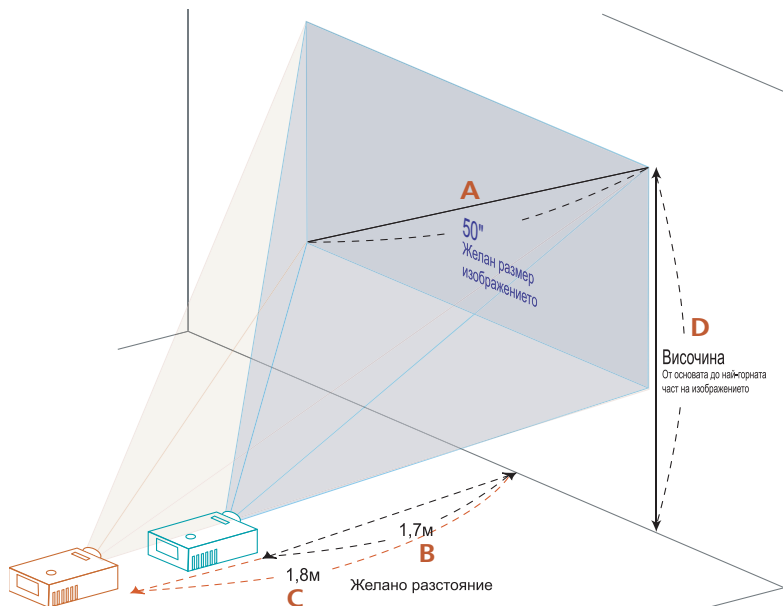 A
50"
Желан размер
изображението
D
Височина
От основата до най-горната
част на изображението
1,7м
B
1,8м
C
Желано разстояние